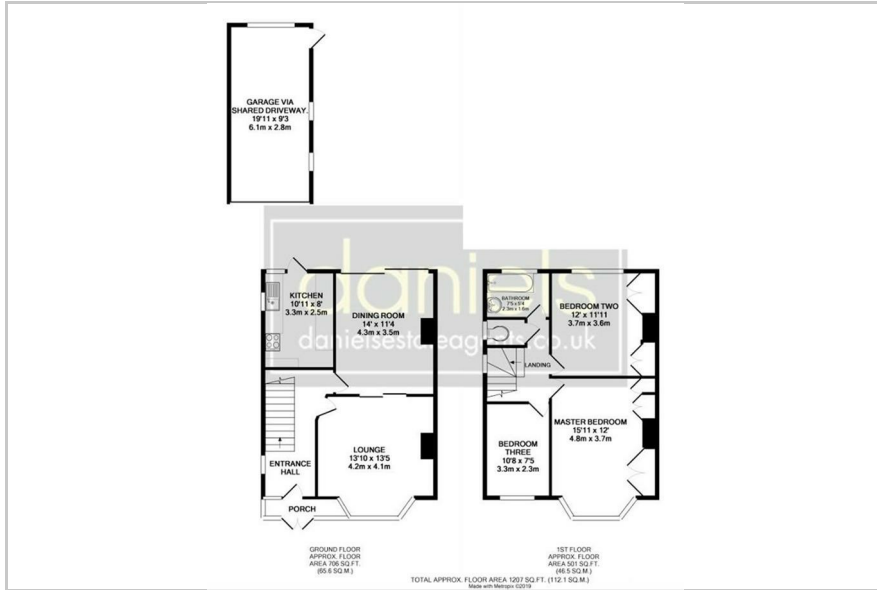 GARAGE VIA
SHARED DRIVEWAY.
19'11 x 9'3
6.1m x 2.8m
daniels
danielsestateagents.co.uk
KITCHEN
10'11 x 8'
3.3m x 2.5m
DINING ROOM
14' x 11'4
4.3m x 3.5m
LOUNGE
13'10 x 13'5
4.2m x 4.1m
ENTRANCE
HALL
PORCH
BATHROOM
BEDROOM TWO
12' x 11'11
3.7m x 3.6m
LANDING
MASTER BEDROOM
15'11 x 12'
4.8m x 3.7m
BEDROOM
THREE
10'8 x 7'5
3.3m x 2.3m
GROUND FLOOR
APPROX. FLOOR
AREA 706 SQ.FT.
(65.6 SQ.M.)
1ST FLOOR
APPROX. FLOOR
AREA 501 SQ.FT.
(46.5 SQ.M.)
TOTAL APPROX. FLOOR AREA 1207 SQ.FT. (112.1 SQ.M.)
Made with Metropix ©2019